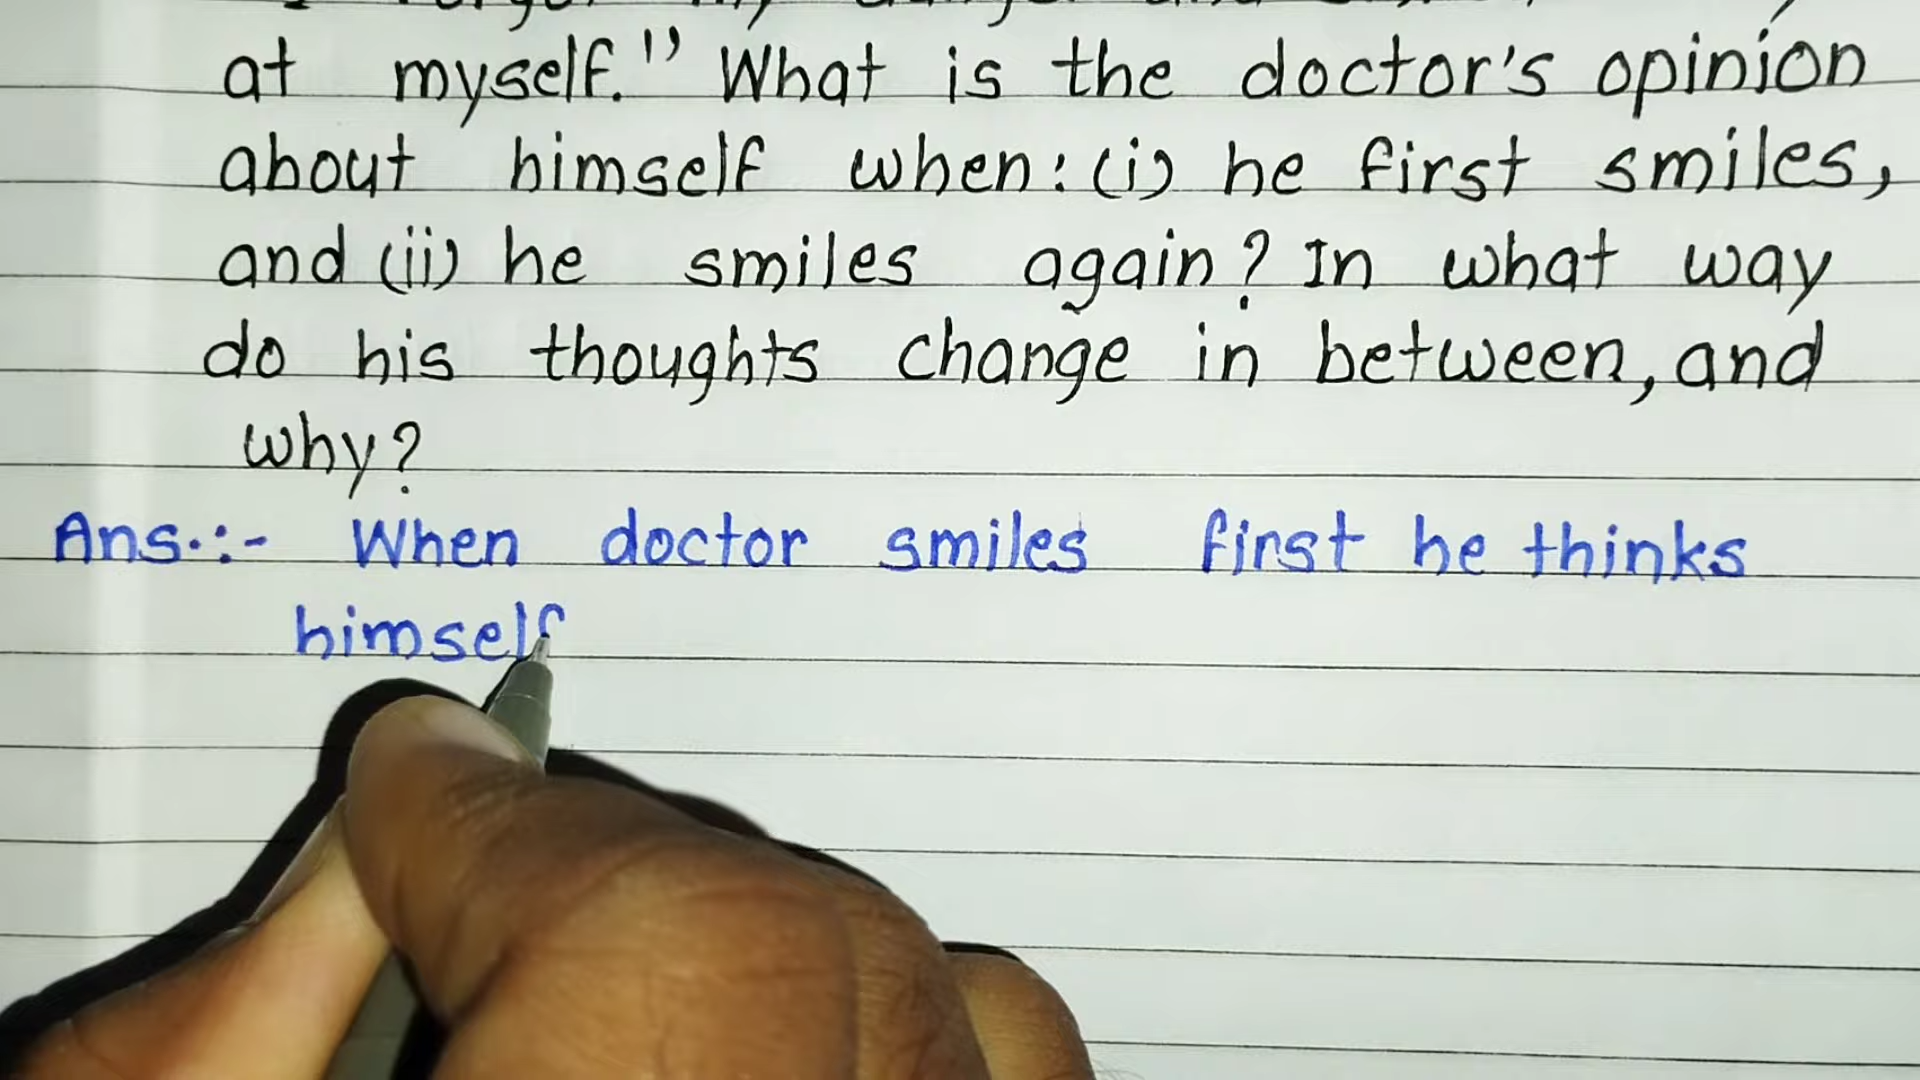 at myself." What is the doctor's opinion
about himself when: (i) he first smiles,
and (ii) he smiles again? In what way
do his thoughts change in between, and
why?
Ans.:- When doctor smiles first he thinks
himself